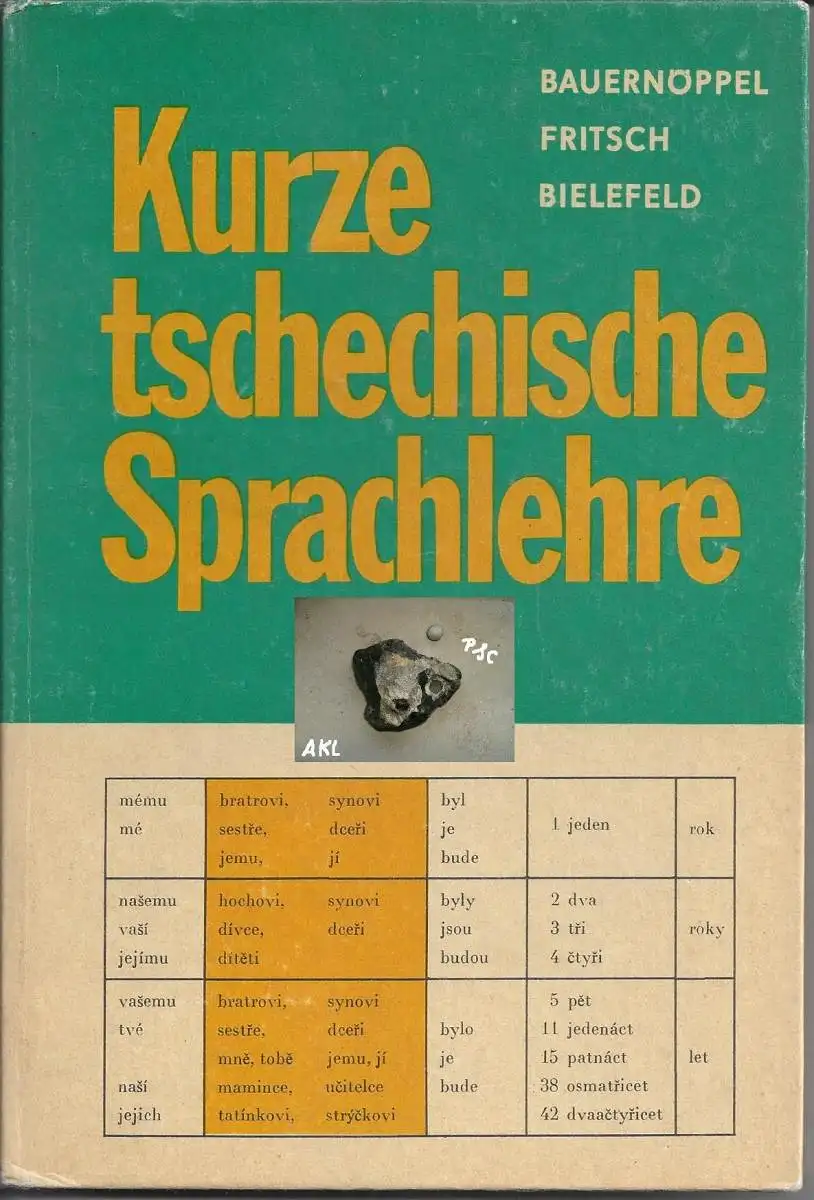 BAUERNÖPPEL
FRITSCH
BIELEFELD
Kurze
tschechische
Sprachlehre
PSC
AKL
mému bratrovi, synovi byl 1 jeden rok
mé sestře, dceři je
jemu, jí bude
našemu hochovi, synovi byly 2 dva roky
vaší dívce, dceři jsou 3 tři
jejímu dítěti budou 4 čtyři
vašemu bratrovi, synovi 5 pět let
tvé sestře, dceři bylo 11 jedenáct
mně, tobě jemu, jí je 15 patnáct
naší mamince, učitelce bude 38 osmatřicet
jejich tatínkovi, strýčkovi 42 dvaačtyřicet